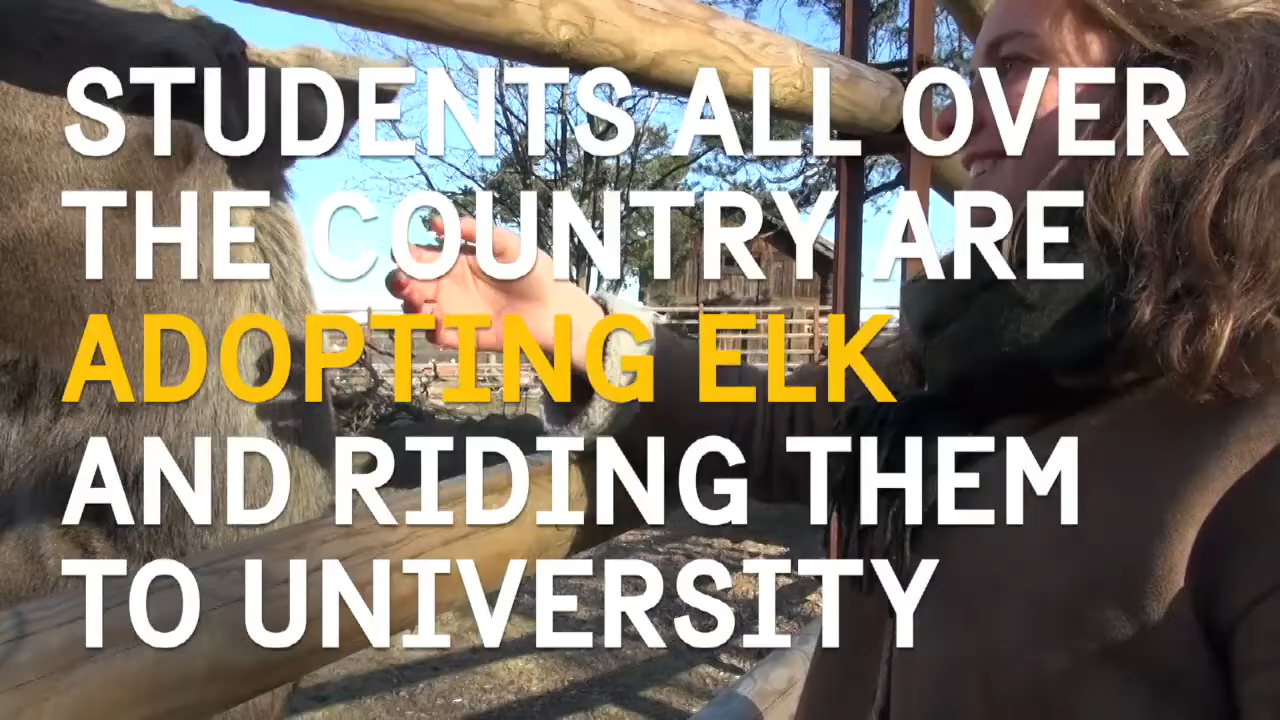 STUDENTS ALL OVER
THE COUNTRY ARE
ADOPTING ELK
AND RIDING THEM
TO UNIVERSITY